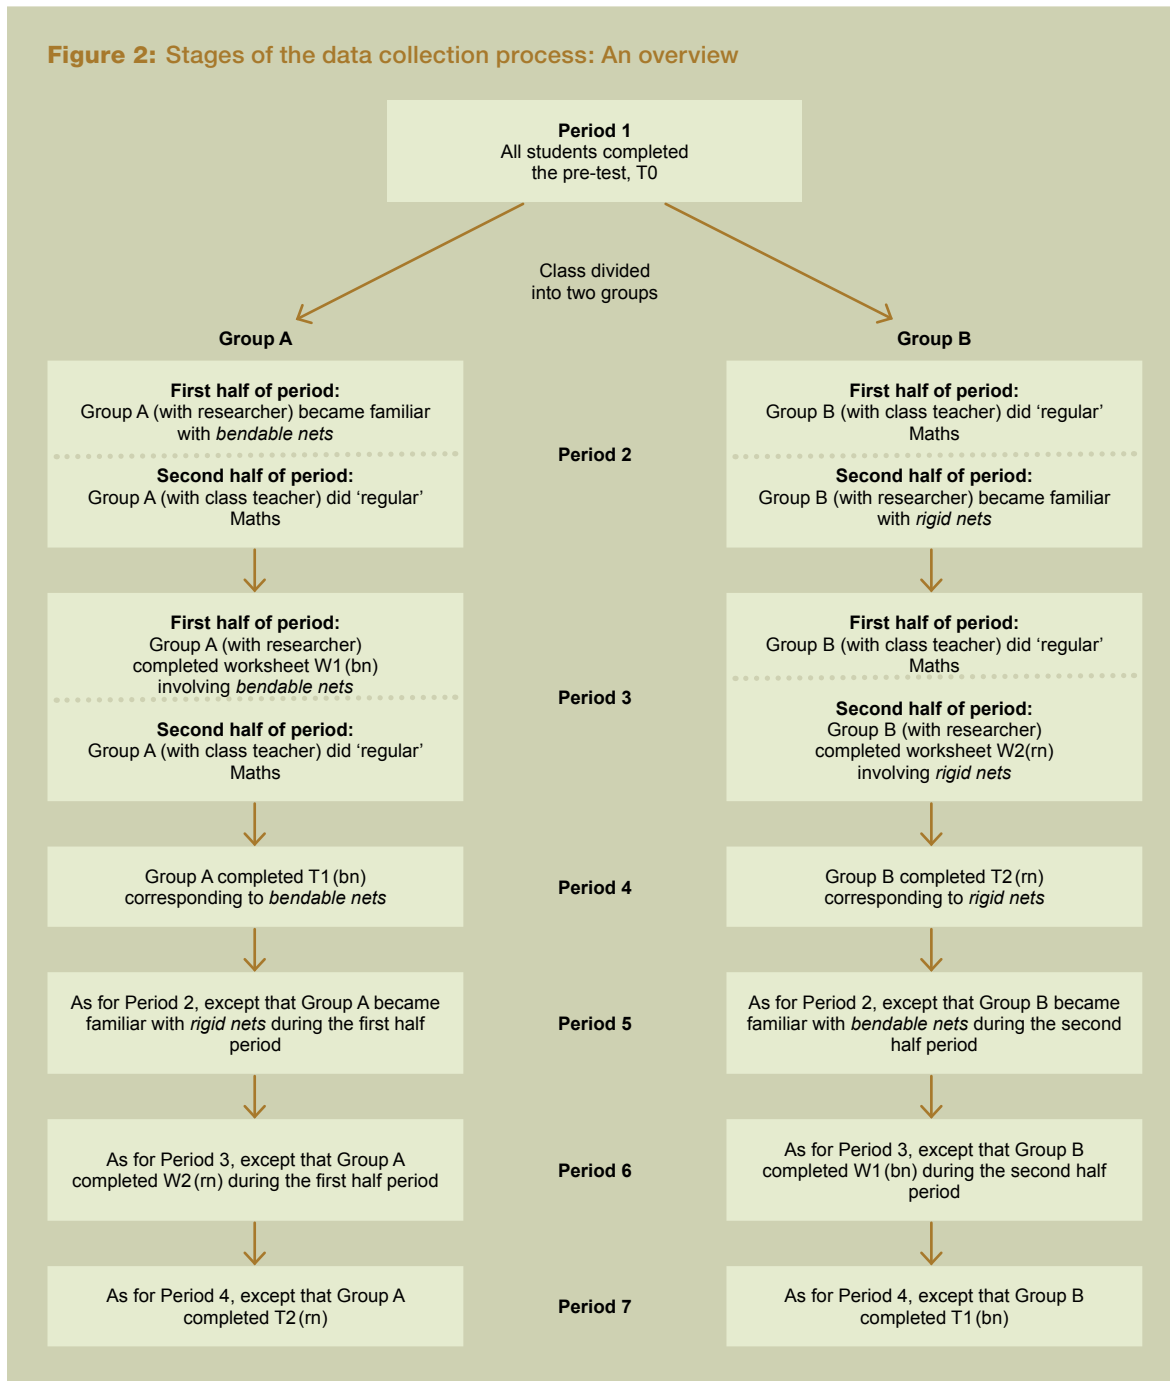 Figure 2: Stages of the data collection process: An overview
Period 1
All students completed
the pre-test, T0
Class divided
into two groups
Group A
Group B
First half of period:
Group A (with researcher) became familiar
with bendable nets
Second half of period:
Group A (with class teacher) did ‘regular’
Maths
Period 2
First half of period:
Group B (with class teacher) did ‘regular’
Maths
Second half of period:
Group B (with researcher) became familiar
with rigid nets
First half of period:
Group A (with researcher)
completed worksheet W1(bn)
involving bendable nets
Second half of period:
Group A (with class teacher) did ‘regular’
Maths
Period 3
First half of period:
Group B (with class teacher) did ‘regular’
Maths
Second half of period:
Group B (with researcher)
completed worksheet W2(rn)
involving rigid nets
Group A completed T1(bn)
corresponding to bendable nets
Period 4
Group B completed T2(rn)
corresponding to rigid nets
As for Period 2, except that Group A became
familiar with rigid nets during the first half
period
Period 5
As for Period 2, except that Group B became
familiar with bendable nets during the second
half period
As for Period 3, except that Group A
completed W2(rn) during the first half period
Period 6
As for Period 3, except that Group B
completed W1(bn) during the second half
period
As for Period 4, except that Group A
completed T2(rn)
Period 7
As for Period 4, except that Group B
completed T1(bn)